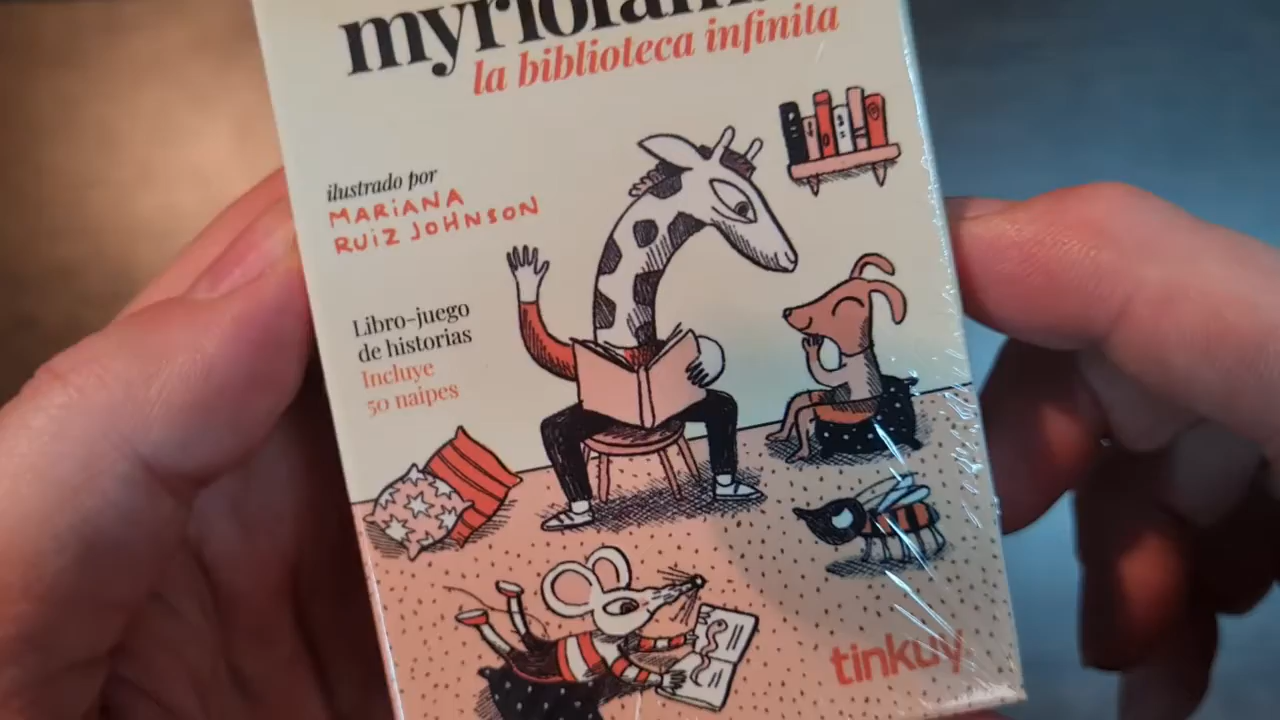 la biblioteca infinita
ilustrado por
MARIANA
RUIZ JOHNSON
Libro-juego
de historias
Incluye
50 naipes
tinkuy